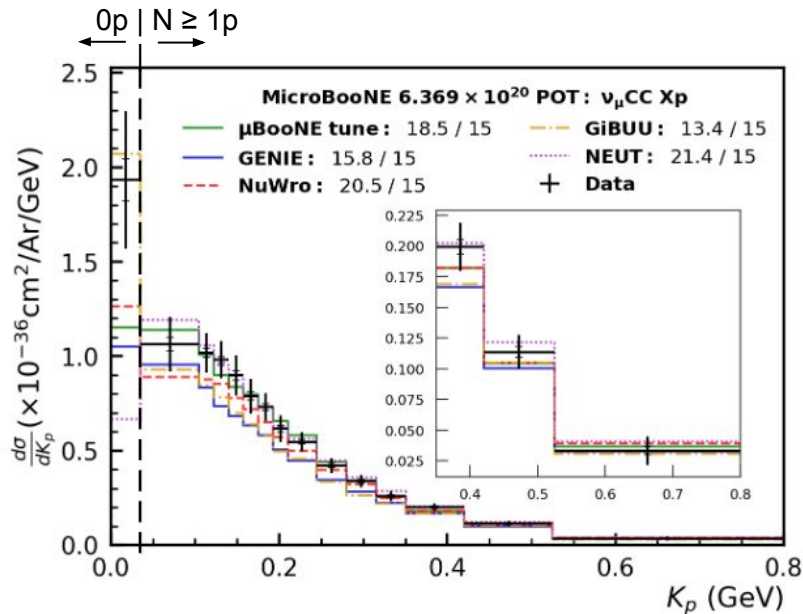 0p | N ≥ 1p
MicroBooNE 6.369 × 10²⁰ POT: νμCC Xp
μBooNE tune: 18.5 / 15
GENIE: 15.8 / 15
NuWro: 20.5 / 15
GiBUU: 13.4 / 15
NEUT: 21.4 / 15
Data
dσ/dKp (×10⁻³⁶cm²/Ar/GeV)
2.5
2.0
1.5
1.0
0.5
0.0
0.225
0.200
0.175
0.150
0.125
0.100
0.075
0.050
0.025
0.4 0.5 0.6 0.7 0.8
0.0 0.2 0.4 0.6 0.8
Kp (GeV)